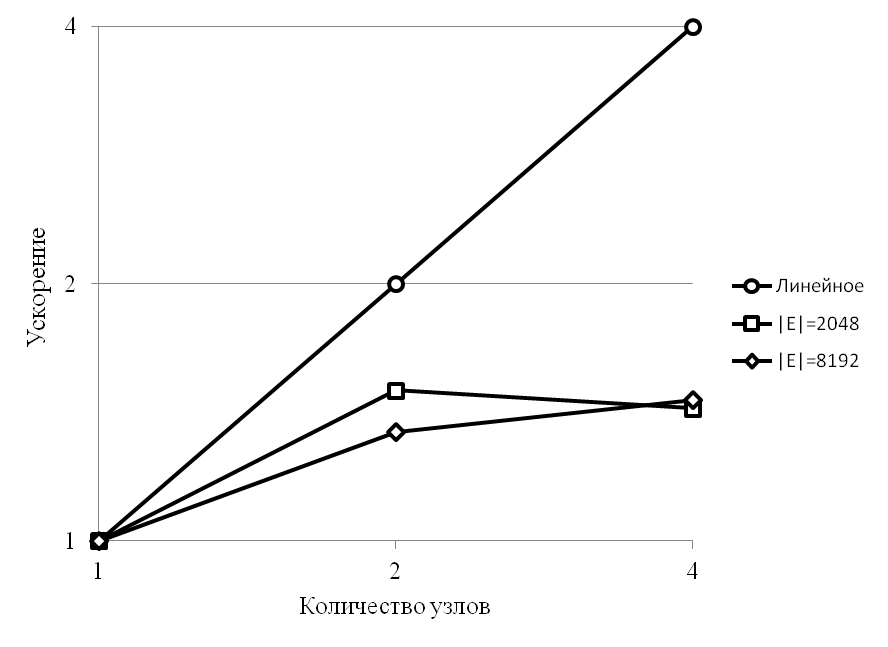 4
2
1
Ускорение
1
2
4
Количество узлов
Линейное
|E|=2048
|E|=8192